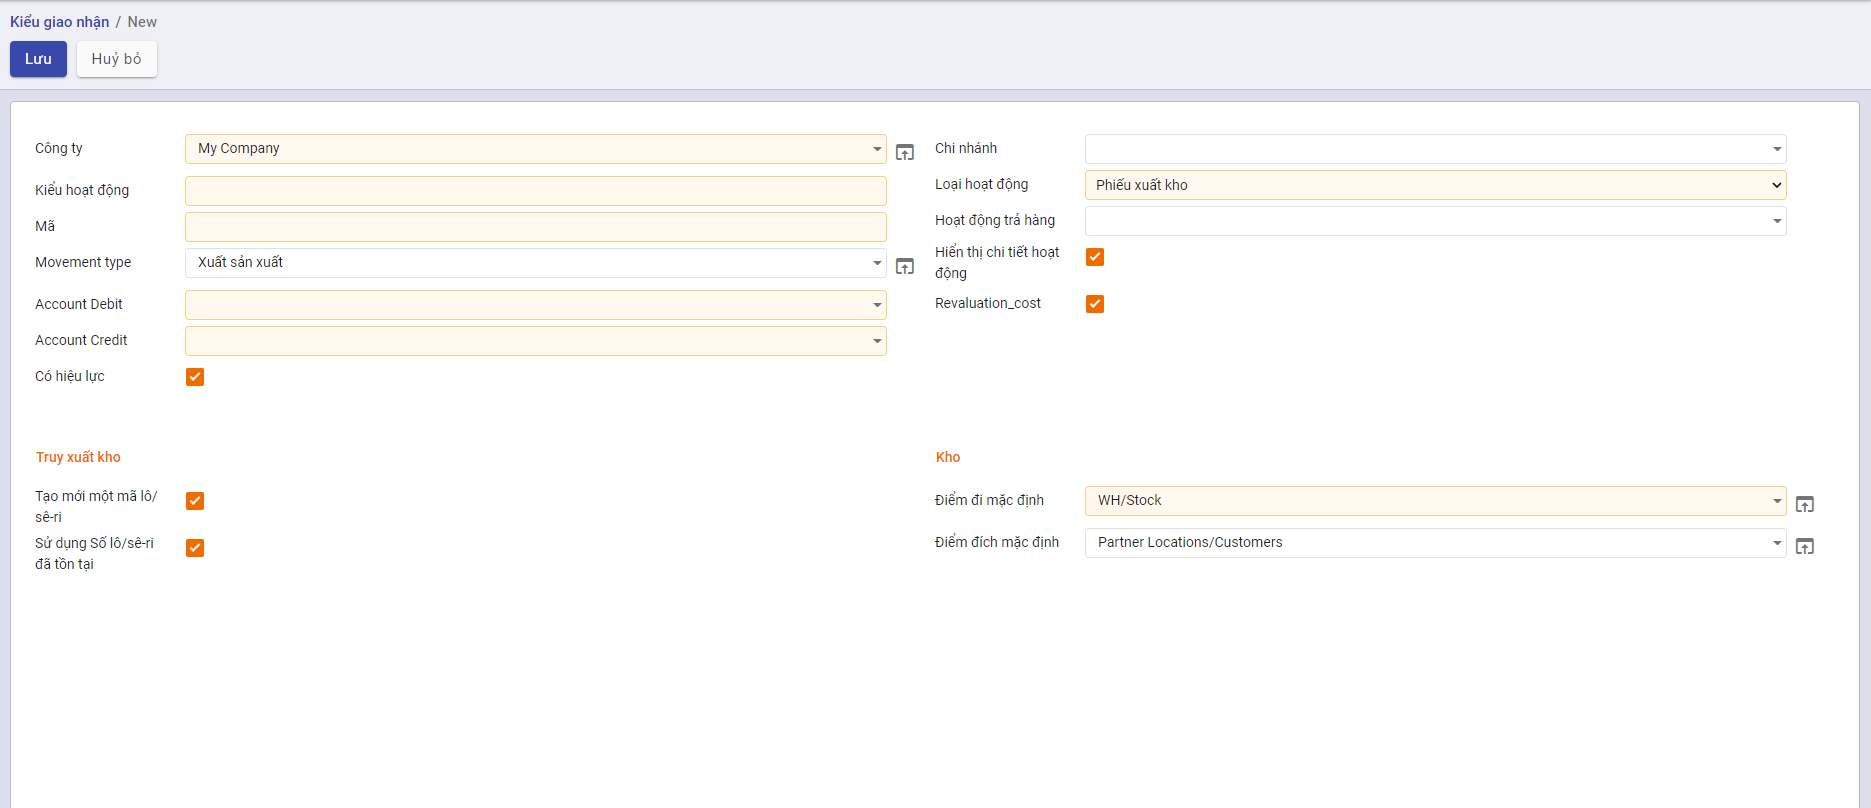 Kiểu giao nhận / New
Lưu
Huỷ bỏ
Công ty
My Company
Kiểu hoạt động
Mã
Movement type
Xuất sản xuất
Account Debit
Account Credit
Có hiệu lực
Chi nhánh
Loại hoạt động
Phiếu xuất kho
Hoạt động trả hàng
Hiển thị chi tiết hoạt
động
Revaluation_cost
Truy xuất kho
Tạo mới một mã lô/
sê-ri
Sử dụng Số lô/sê-ri
đã tồn tại
Kho
Điểm đi mặc định
WH/Stock
Điểm đích mặc định
Partner Locations/Customers